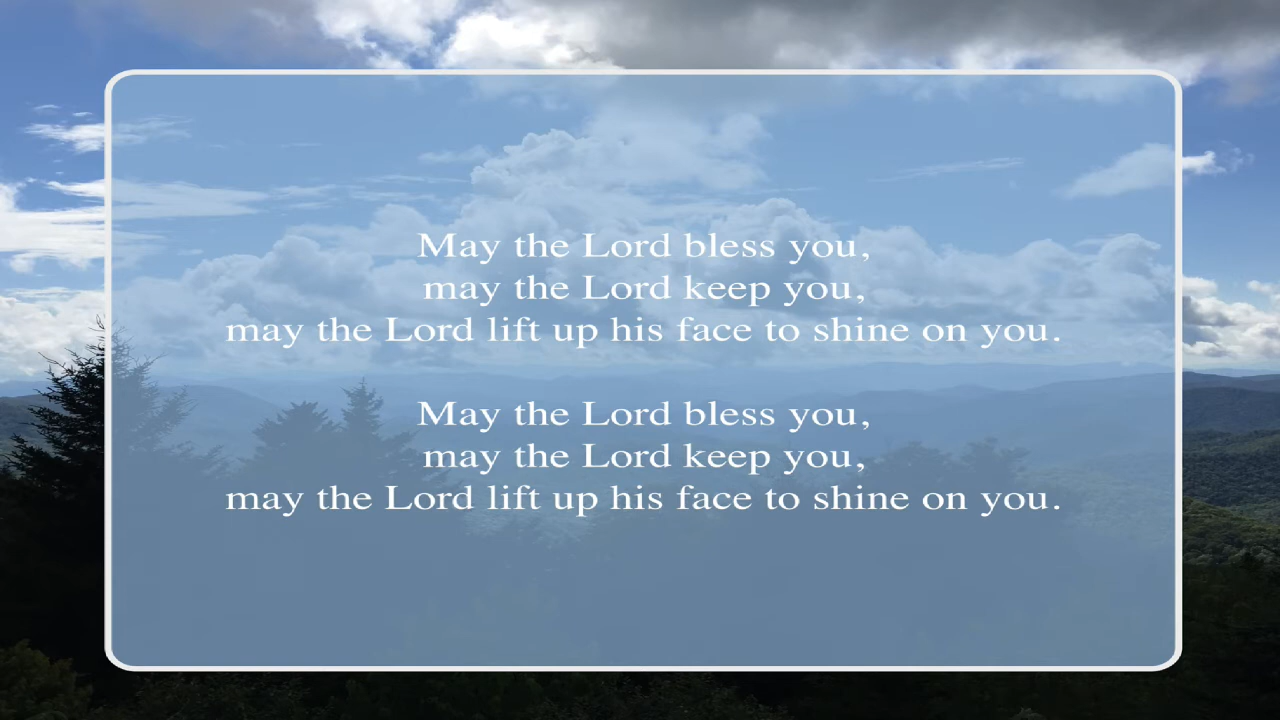 May the Lord bless you,
may the Lord keep you,
may the Lord lift up his face to shine on you.
May the Lord bless you,
may the Lord keep you,
may the Lord lift up his face to shine on you.